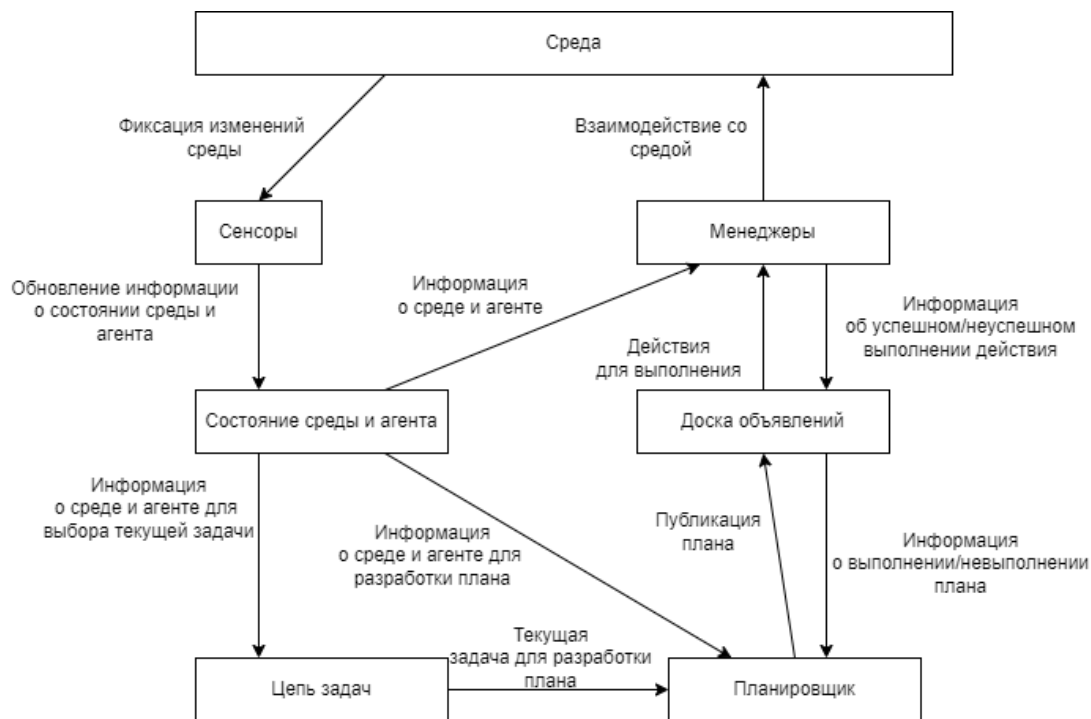 Среда
Фиксация изменений
среды
Взаимодействие со
средой
Сенсоры
Менеджеры
Обновление информации
о состоянии среды и
агента
Информация
о среде и агенте
Информация
об успешном/неуспешном
выполнении действия
Действия
для выполнения
Состояние среды и агента
Доска объявлений
Информация
о среде и агенте для
выбора текущей задачи
Информация
о среде и агенте для
разработки плана
Публикация
плана
Информация
о выполнении/невыполнении
плана
Текущая
задача для разработки
плана
Цепь задач
Планировщик